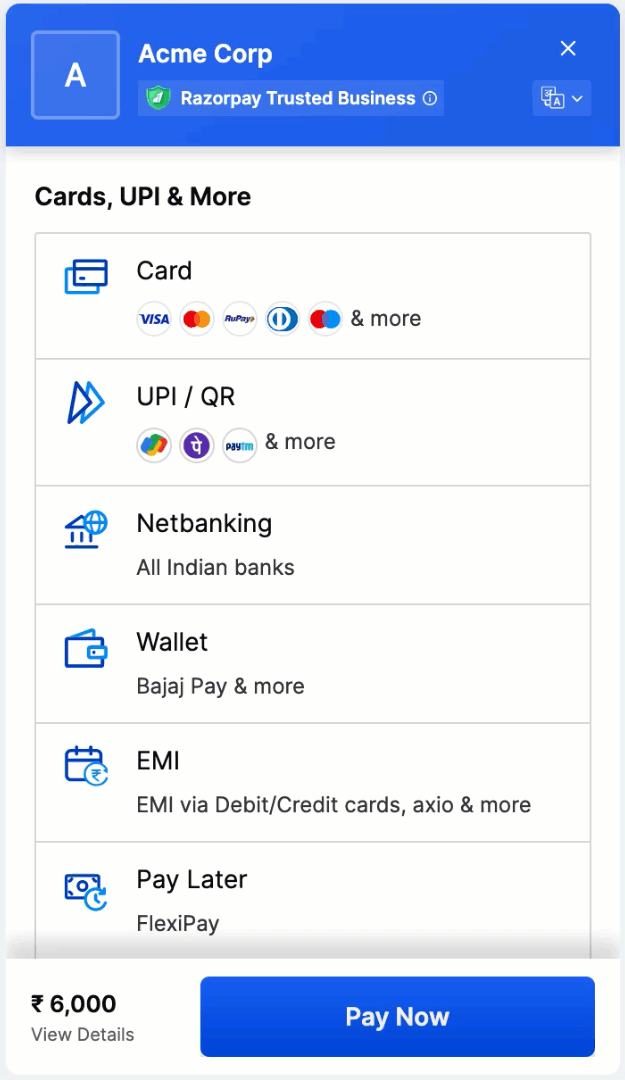 A
Acme Corp
Razorpay Trusted Business
Cards, UPI & More
Card
VISA RuPay & more
UPI / QR
पे paytm & more
Netbanking
All Indian banks
Wallet
Bajaj Pay & more
EMI
₹
EMI via Debit/Credit cards, axio & more
Pay Later
FlexiPay
₹ 6,000
View Details
Pay Now